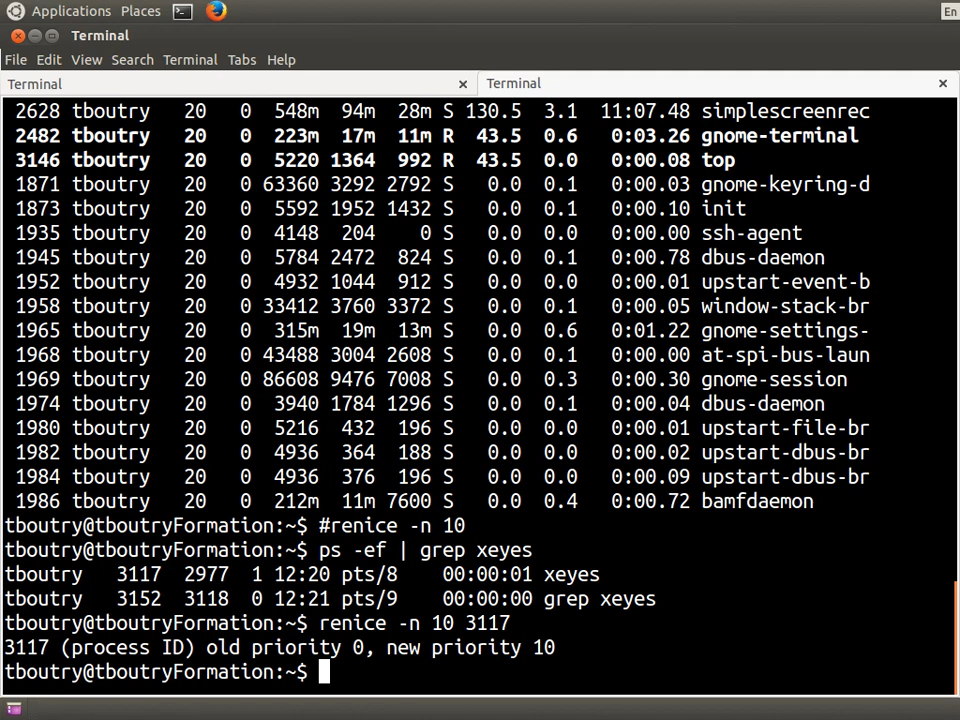 Applications Places En
Terminal
File Edit View Search Terminal Tabs Help
Terminal Terminal
2628 tboutry 20 0 548m 94m 28m S 130.5 3.1 11:07.48 simplescreenrec
2482 tboutry 20 0 223m 17m 11m R 43.5 0.6 0:03.26 gnome-terminal
3146 tboutry 20 0 5220 1364 992 R 43.5 0.0 0:00.08 top
1871 tboutry 20 0 63360 3292 2792 S 0.0 0.1 0:00.03 gnome-keyring-d
1873 tboutry 20 0 5592 1952 1432 S 0.0 0.1 0:00.10 init
1935 tboutry 20 0 4148 204 0 S 0.0 0.0 0:00.00 ssh-agent
1945 tboutry 20 0 5784 2472 824 S 0.0 0.1 0:00.78 dbus-daemon
1952 tboutry 20 0 4932 1044 912 S 0.0 0.0 0:00.01 upstart-event-b
1958 tboutry 20 0 33412 3760 3372 S 0.0 0.1 0:00.05 window-stack-br
1965 tboutry 20 0 315m 19m 13m S 0.0 0.6 0:01.22 gnome-settings-
1968 tboutry 20 0 43488 3004 2608 S 0.0 0.1 0:00.00 at-spi-bus-laun
1969 tboutry 20 0 86608 9476 7008 S 0.0 0.3 0:00.30 gnome-session
1974 tboutry 20 0 3940 1784 1296 S 0.0 0.1 0:00.04 dbus-daemon
1980 tboutry 20 0 5216 432 196 S 0.0 0.0 0:00.01 upstart-file-br
1982 tboutry 20 0 4936 364 188 S 0.0 0.0 0:00.02 upstart-dbus-br
1984 tboutry 20 0 4936 376 196 S 0.0 0.0 0:00.09 upstart-dbus-br
1986 tboutry 20 0 212m 11m 7600 S 0.0 0.4 0:00.72 bamfdaemon
tboutry@tboutryFormation:~$ #renice -n 10
tboutry@tboutryFormation:~$ ps -ef | grep xeyes
tboutry 3117 2977 1 12:20 pts/8 00:00:01 xeyes
tboutry 3152 3118 0 12:21 pts/9 00:00:00 grep xeyes
tboutry@tboutryFormation:~$ renice -n 10 3117
3117 (process ID) old priority 0, new priority 10
tboutry@tboutryFormation:~$